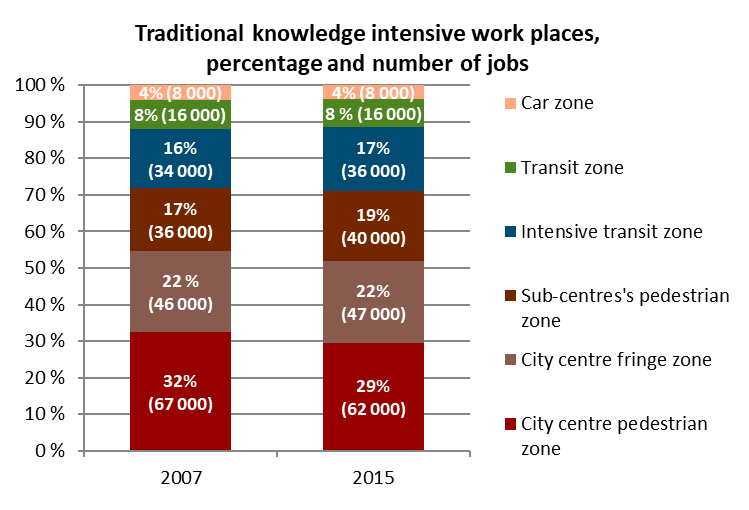 Traditional knowledge intensive work places,
percentage and number of jobs
100 %
90 %
80 %
70 %
60 %
50 %
40 %
30 %
20 %
10 %
0 %
4% (8 000)
8% (16 000)
16%
(34 000)
17%
(36 000)
22 %
(46 000)
32%
(67 000)
4% (8 000)
8 % (16 000)
17%
(36 000)
19%
(40 000)
22%
(47 000)
29%
(62 000)
2007
2015
Car zone
Transit zone
Intensive transit zone
Sub-centres's pedestrian
zone
City centre fringe zone
City centre pedestrian
zone